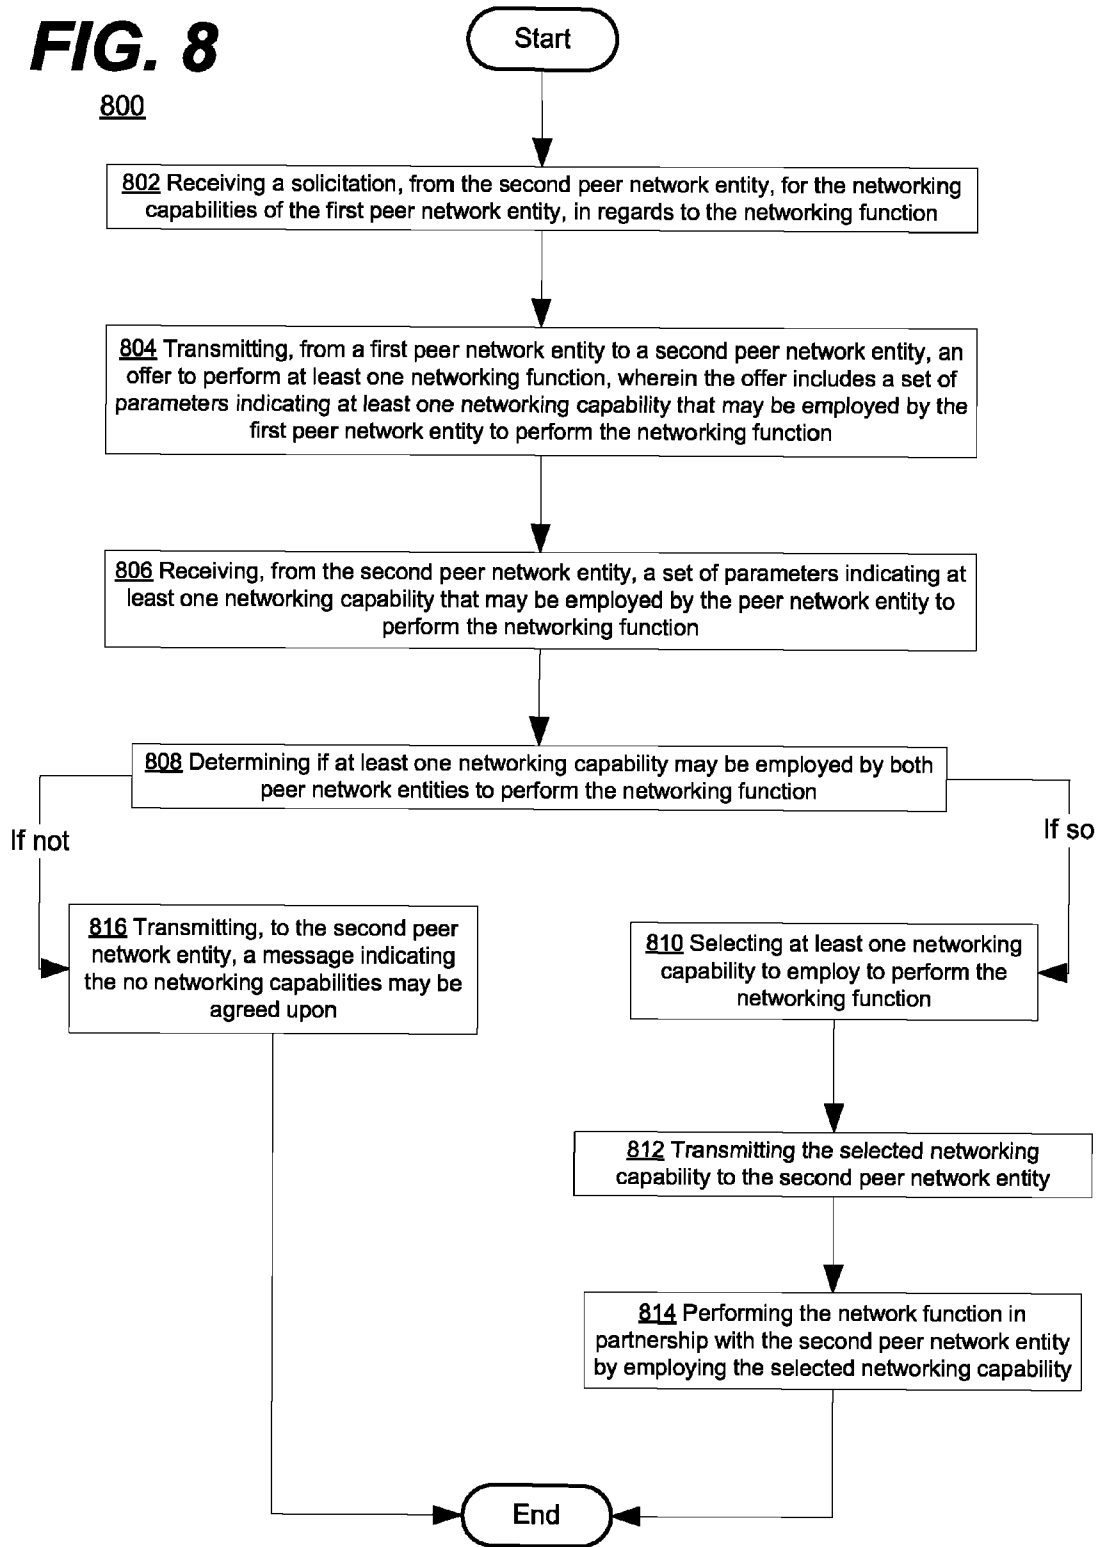 FIG. 8
800
Start
802 Receiving a solicitation, from the second peer network entity, for the networking
capabilities of the first peer network entity, in regards to the networking function
804 Transmitting, from a first peer network entity to a second peer network entity, an
offer to perform at least one networking function, wherein the offer includes a set of
parameters indicating at least one networking capability that may be employed by the
first peer network entity to perform the networking function
806 Receiving, from the second peer network entity, a set of parameters indicating at
least one networking capability that may be employed by the peer network entity to
perform the networking function
808 Determining if at least one networking capability may be employed by both
peer network entities to perform the networking function
If not
If so
816 Transmitting, to the second peer
network entity, a message indicating
the no networking capabilities may be
agreed upon
810 Selecting at least one networking
capability to employ to perform the
networking function
812 Transmitting the selected networking
capability to the second peer network entity
814 Performing the network function in
partnership with the second peer network entity
by employing the selected networking capability
End